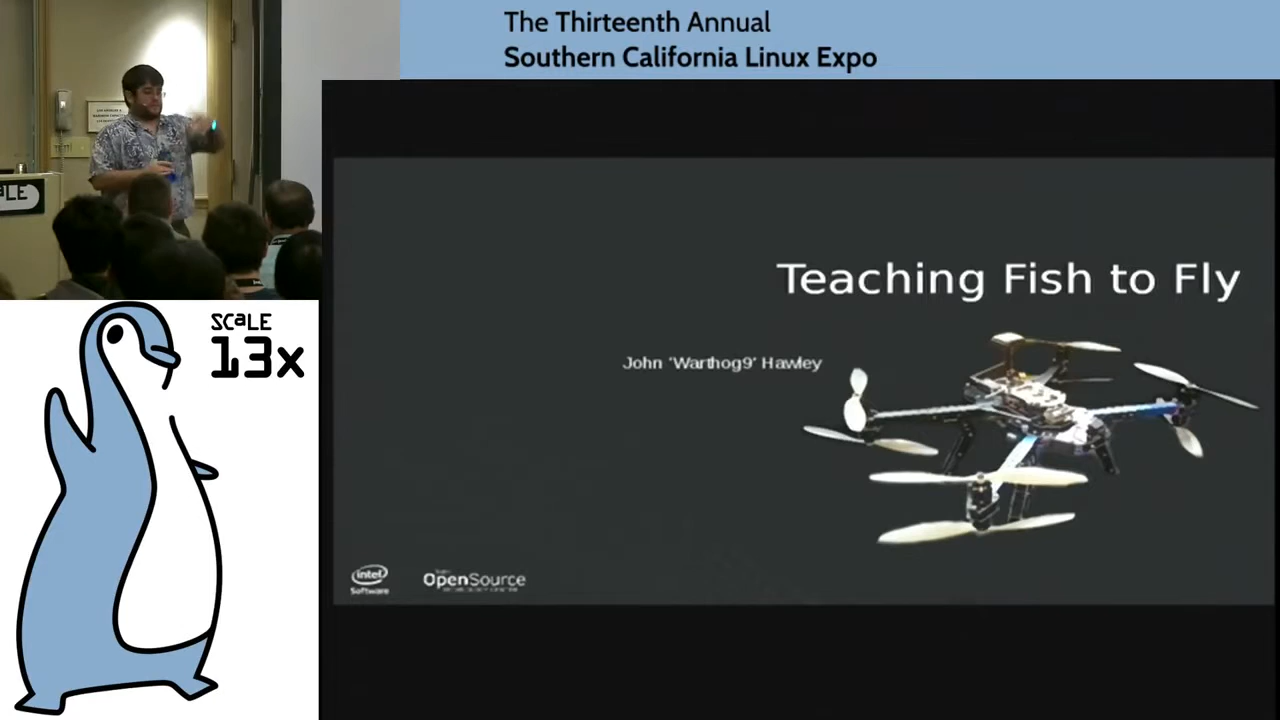 The Thirteenth Annual
Southern California Linux Expo
aLE
SCaLE
13x
Teaching Fish to Fly
John 'Warthog9' Hawley
intel
Software
OpenSource